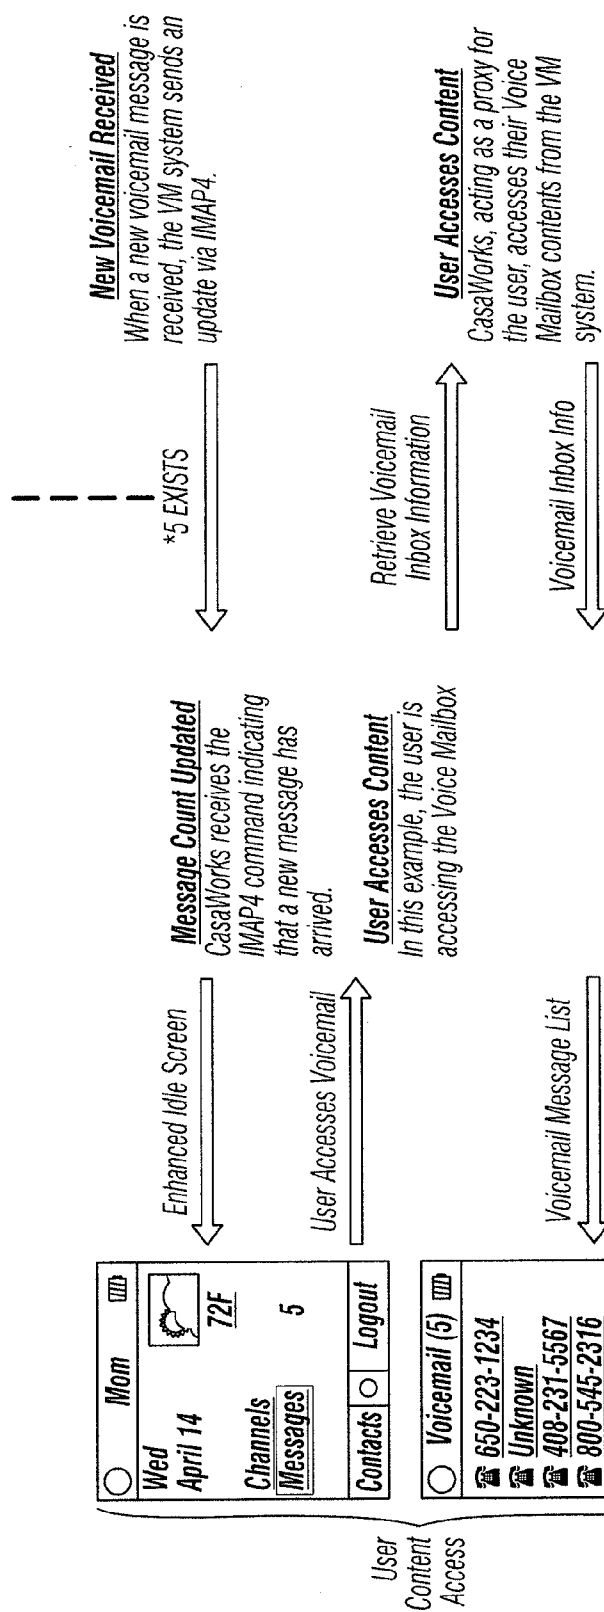 User
Content
Access
Mom
Wed
April 14
72F
Channels
Messages
5
Contacts
Logout
Enhanced Idle Screen
Message Count Updated
CasaWorks receives the
IMAP4 command indicating
that a new message has
arrived.
*5 EXISTS
New Voicemail Received
When a new voicemail message is
received, the VM system sends an
update via IMAP4.
User Accesses Voicemail
User Accesses Content
In this example, the user is
accessing the Voice Mailbox
Retrieve Voicemail
Inbox Information
User Accesses Content
CasaWorks, acting as a proxy for
the user, accesses their Voice
Mailbox contents from the VM
system.
Voicemail (5)
650-223-1234
Unknown
408-231-5567
800-545-2316
Voicemail Message List
Voicemail Inbox Info